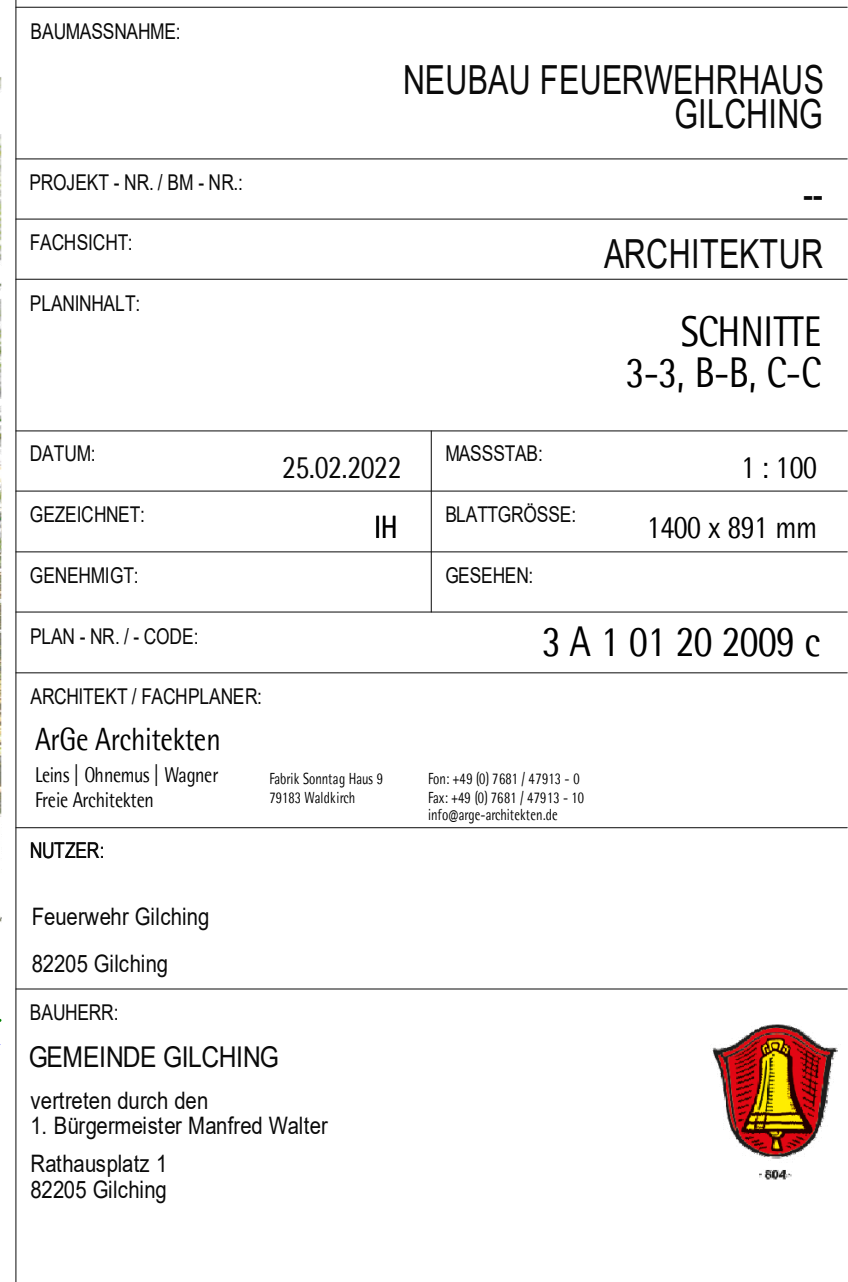 BAUMASSNAHME:
NEUBAU FEUERWEHRHAUS
GILCHING
PROJEKT - NR. / BM - NR.:
--
FACHSICHT:
ARCHITEKTUR
PLANINHALT:
SCHNITTE
3-3, B-B, C-C
DATUM:
25.02.2022
MASSSTAB:
1 : 100
GEZEICHNET:
IH
BLATTGRÖSSE:
1400 x 891 mm
GENEHMIGT:
GESEHEN:
PLAN - NR. / - CODE:
3 A 1 01 20 2009 c
ARCHITEKT / FACHPLANER:
ArGe Architekten
Leins | Ohnemus | Wagner
Freie Architekten
Fabrik Sonntag Haus 9
79183 Waldkirch
Fon: +49 (0) 7681 / 47913 - 0
Fax: +49 (0) 7681 / 47913 - 10
info@arge-architekten.de
NUTZER:
Feuerwehr Gilching
82205 Gilching
BAUHERR:
GEMEINDE GILCHING
vertreten durch den
1. Bürgermeister Manfred Walter
Rathausplatz 1
82205 Gilching
- 804-